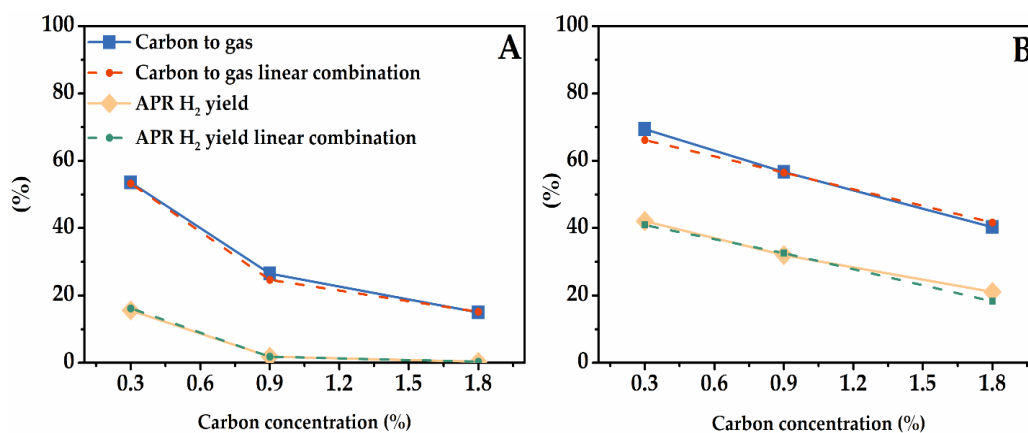 100
80
60
40
20
0
(%)
A
Carbon to gas
Carbon to gas linear combination
APR H₂ yield
APR H₂ yield linear combination
0.3 0.6 0.9 1.2 1.5 1.8
Carbon concentration (%)
100
80
60
40
20
0
(%)
B
0.3 0.6 0.9 1.2 1.5 1.8
Carbon concentration (%)